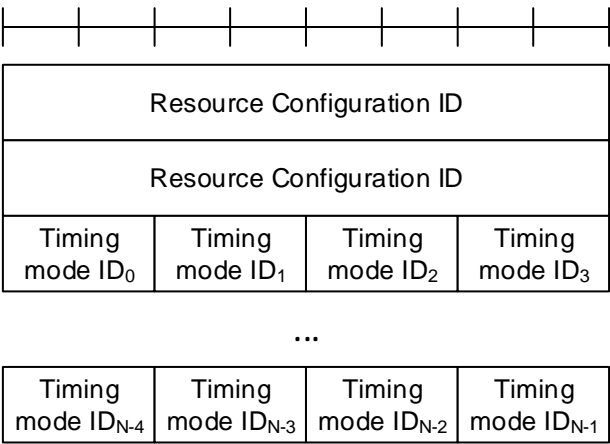 Resource Configuration ID
Resource Configuration ID
Timing Timing Timing Timing
mode ID₀ mode ID₁ mode ID₂ mode ID₃
...
Timing Timing Timing Timing
mode IDN-4 mode IDN-3 mode IDN-2 mode IDN-1